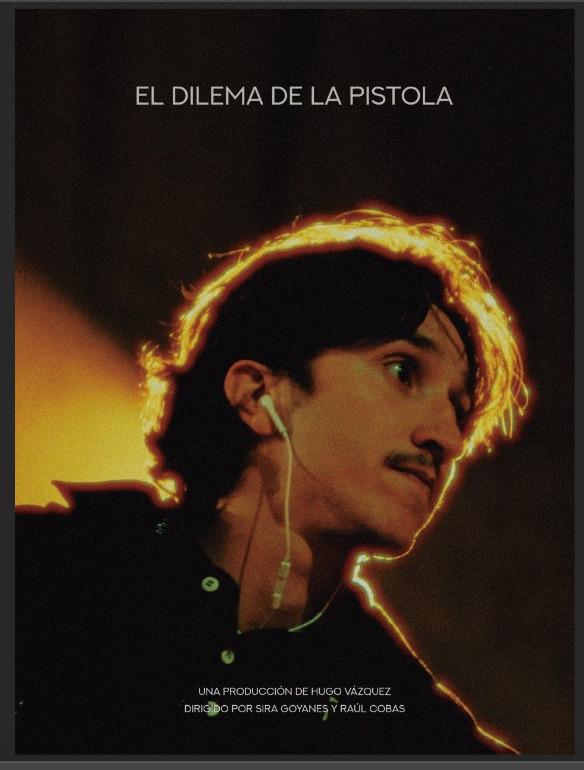 EL DILEMA DE LA PISTOLA
UNA PRODUCCIÓN DE HUGO VÁZQUEZ
DIRIGIDO POR SIRA GOYANES Y RAÚL COBAS